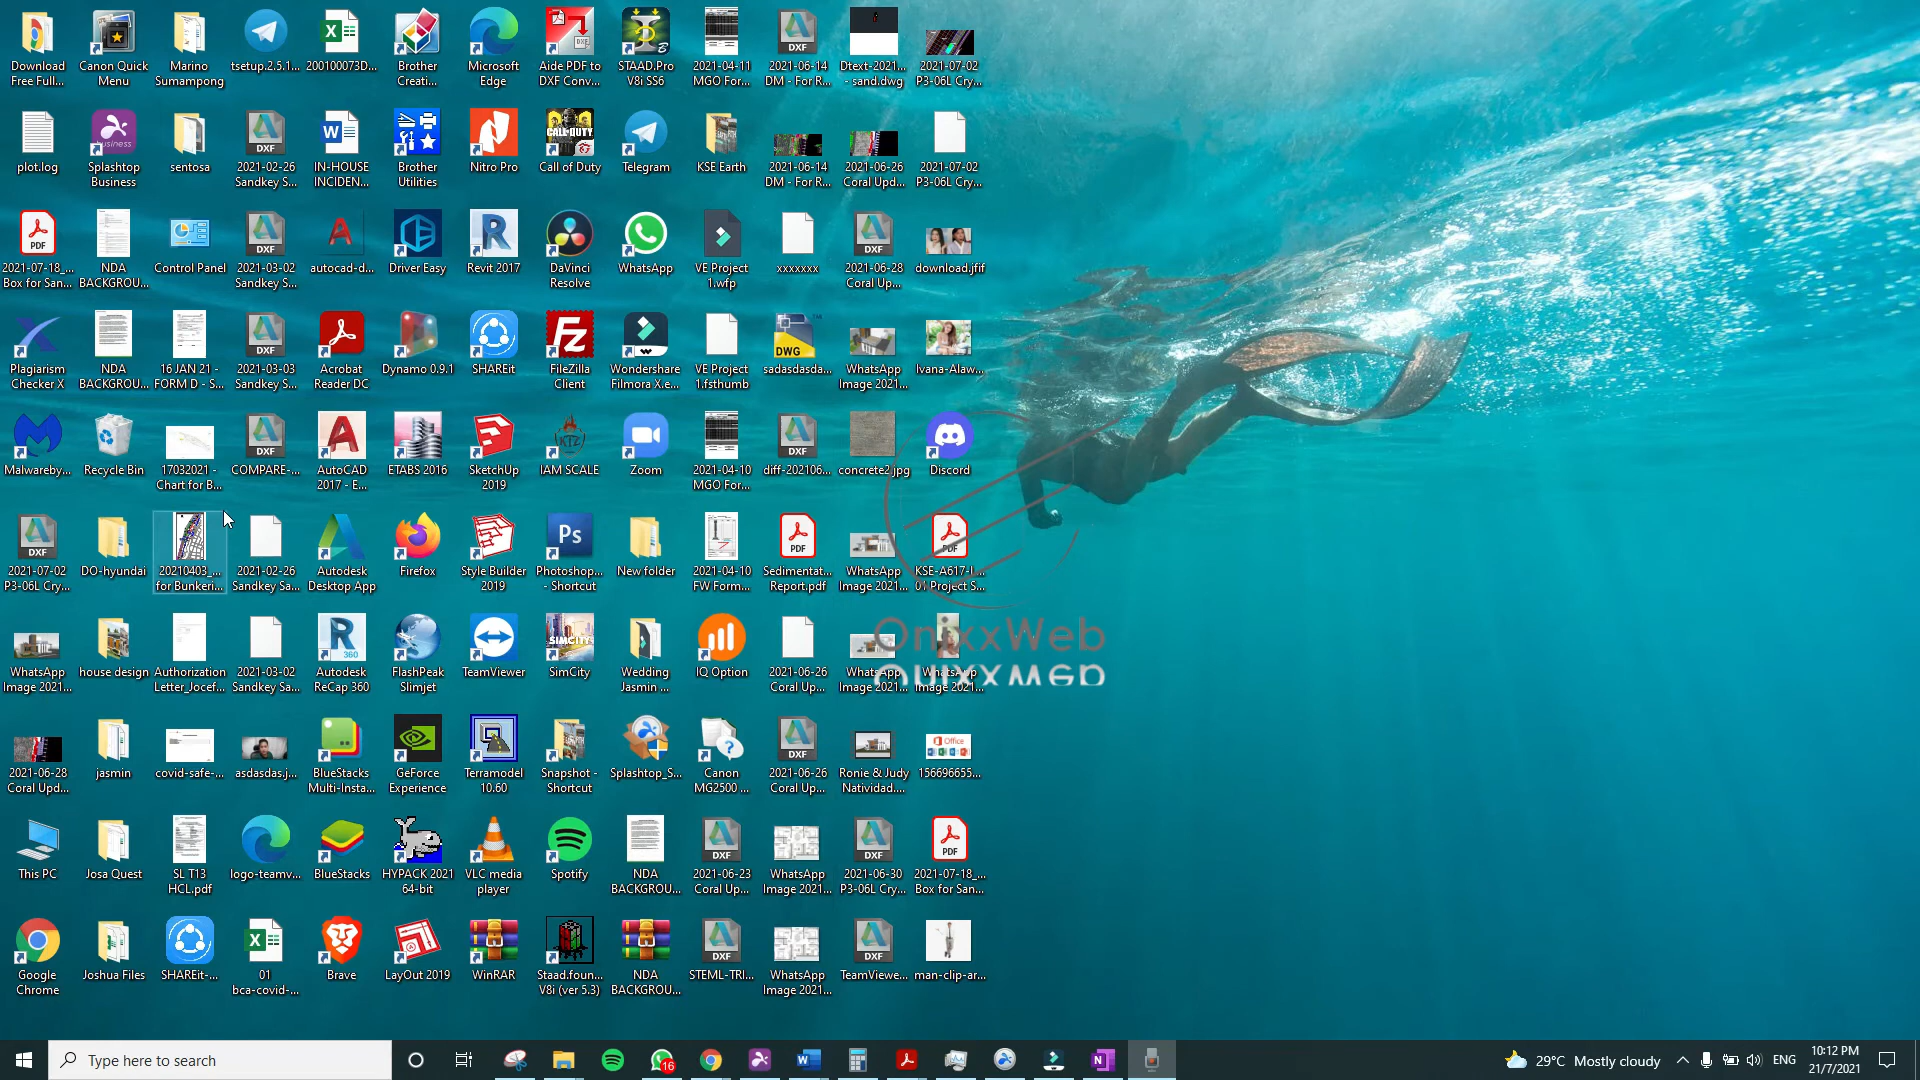 Download
Free Full...
Canon Quick
Menu
Marino
Sumampong
tsetup.2.5.1...
200100073D...
Brother
Creati...
Microsoft
Edge
Aide PDF to
DXF Conv...
STAAD.Pro
V8i SS6
2021-04-11
MGO For...
2021-06-14
DM - For R...
Dtext-2021...
- sand.dwg
2021-07-02
P3-06L Cry...
plot.log
Splashtop
Business
sentosa
2021-02-26
Sandkey S...
IN-HOUSE
INCIDEN...
Brother
Utilities
Nitro Pro
Call of Duty
Telegram
KSE Earth
2021-06-14
DM - For R...
2021-06-26
Coral Upd...
2021-07-02
P3-06L Cry...
2021-07-18_...
Box for San...
NDA
BACKGROU...
Control Panel
2021-03-02
Sandkey S...
autocad-d...
Driver Easy
Revit 2017
DaVinci
Resolve
WhatsApp
VE Project
1.wfp
xxxxxxx
2021-06-28
Coral Up...
download.jfif
Plagiarism
Checker X
NDA
BACKGROU...
16 JAN 21 -
FORM D - S...
2021-03-03
Sandkey S...
Acrobat
Reader DC
Dynamo 0.9.1
SHAREit
FileZilla
Client
Wondershare
Filmora X.e...
VE Project
1.fsthumb
sadasdasda...
WhatsApp
Image 2021...
Ivana-Alaw...
Malwareby...
Recycle Bin
17032021 -
Chart for B...
COMPARE-...
AutoCAD
2017 - E...
ETABS 2016
SketchUp
2019
IAM SCALE
Zoom
2021-04-10
MGO For...
diff-202106...
concrete2.jpg
Discord
2021-07-02
P3-06L Cry...
DO-hyundai
20210403_...
for Bunkeri...
2021-02-26
Sandkey Sa...
Autodesk
Desktop App
Firefox
Style Builder
2019
Photoshop...
- Shortcut
New folder
2021-04-10
FW Form...
Sedimentat...
Report.pdf
WhatsApp
Image 2021...
KSE-A617-L...
01 Project S...
WhatsApp
Image 2021...
house design
Authorization
Letter_Jocef...
2021-03-02
Sandkey Sa...
Autodesk
ReCap 360
FlashPeak
Slimjet
TeamViewer
SimCity
Wedding
Jasmin ...
IQ Option
2021-06-26
Coral Up...
WhatsApp
Image 2021...
WhatsApp
Image 2021...
OnixxWeb
2021-06-28
Coral Upd...
jasmin
covid-safe-...
asdasdas.j...
BlueStacks
Multi-Insta...
GeForce
Experience
Terramodel
10.60
Snapshot -
Shortcut
Splashtop_S...
Canon
MG2500 ...
2021-06-26
Coral Up...
Ronie & Judy
Natividad....
156696655...
This PC
Josa Quest
SL T13
HCL.pdf
logo-teamv...
BlueStacks
HYPACK 2021
64-bit
VLC media
player
Spotify
NDA
BACKGROU...
2021-06-23
Coral Up...
WhatsApp
Image 2021...
2021-06-30
P3-06L Cry...
2021-07-18_...
Box for San...
Google
Chrome
Joshua Files
SHAREit-...
01
bca-covid-...
Brave
LayOut 2019
WinRAR
Staad.foun...
V8i (ver 5.3)
NDA
BACKGROU...
STEML-TRI...
WhatsApp
Image 2021...
TeamViewe...
man-clip-ar...
Type here to search
16
29°C Mostly cloudy
ENG
10:12 PM
21/7/2021